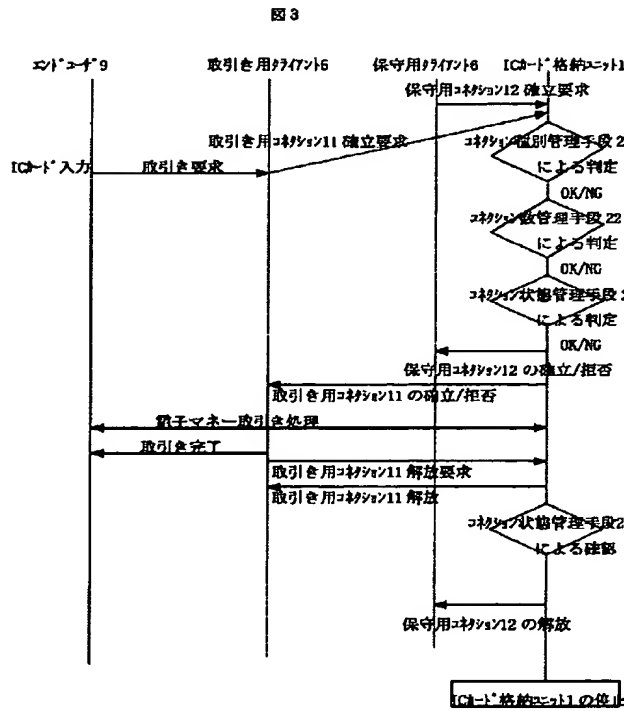 図3
エンドユーザ9
取引き用クライアント6
保守用クライアント6
ICカード格納ユニット1
保守用コネクション12 確立要求
取引き用コネクション11 確立要求
コネクション種別管理手段2
による判定
ICカード入力
取引き要求
OK/NG
コネクション数管理手段22
による判定
OK/NG
コネクション状態管理手段2
による判定
OK/NG
保守用コネクション12 の確立/拒否
取引き用コネクション11 の確立/拒否
電子マネー取引き処理
取引き完了
取引き用コネクション11 解放要求
取引き用コネクション11 解放
コネクション状態管理手段2
による確認
保守用コネクション12 の解放
ICカード格納ユニット1 の停止